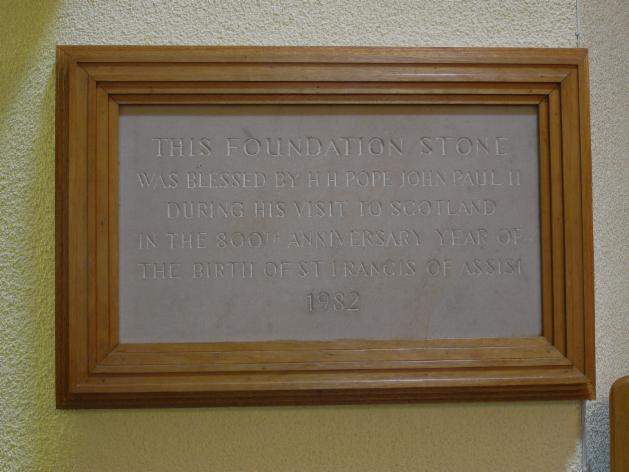 THIS FOUNDATION STONE
WAS BLESSED BY H H POPE JOHN PAUL II
DURING HIS VISIT TO SCOTLAND
IN THE 800TH ANNIVERSARY YEAR OF
THE BIRTH OF ST FRANCIS OF ASSISI
1982